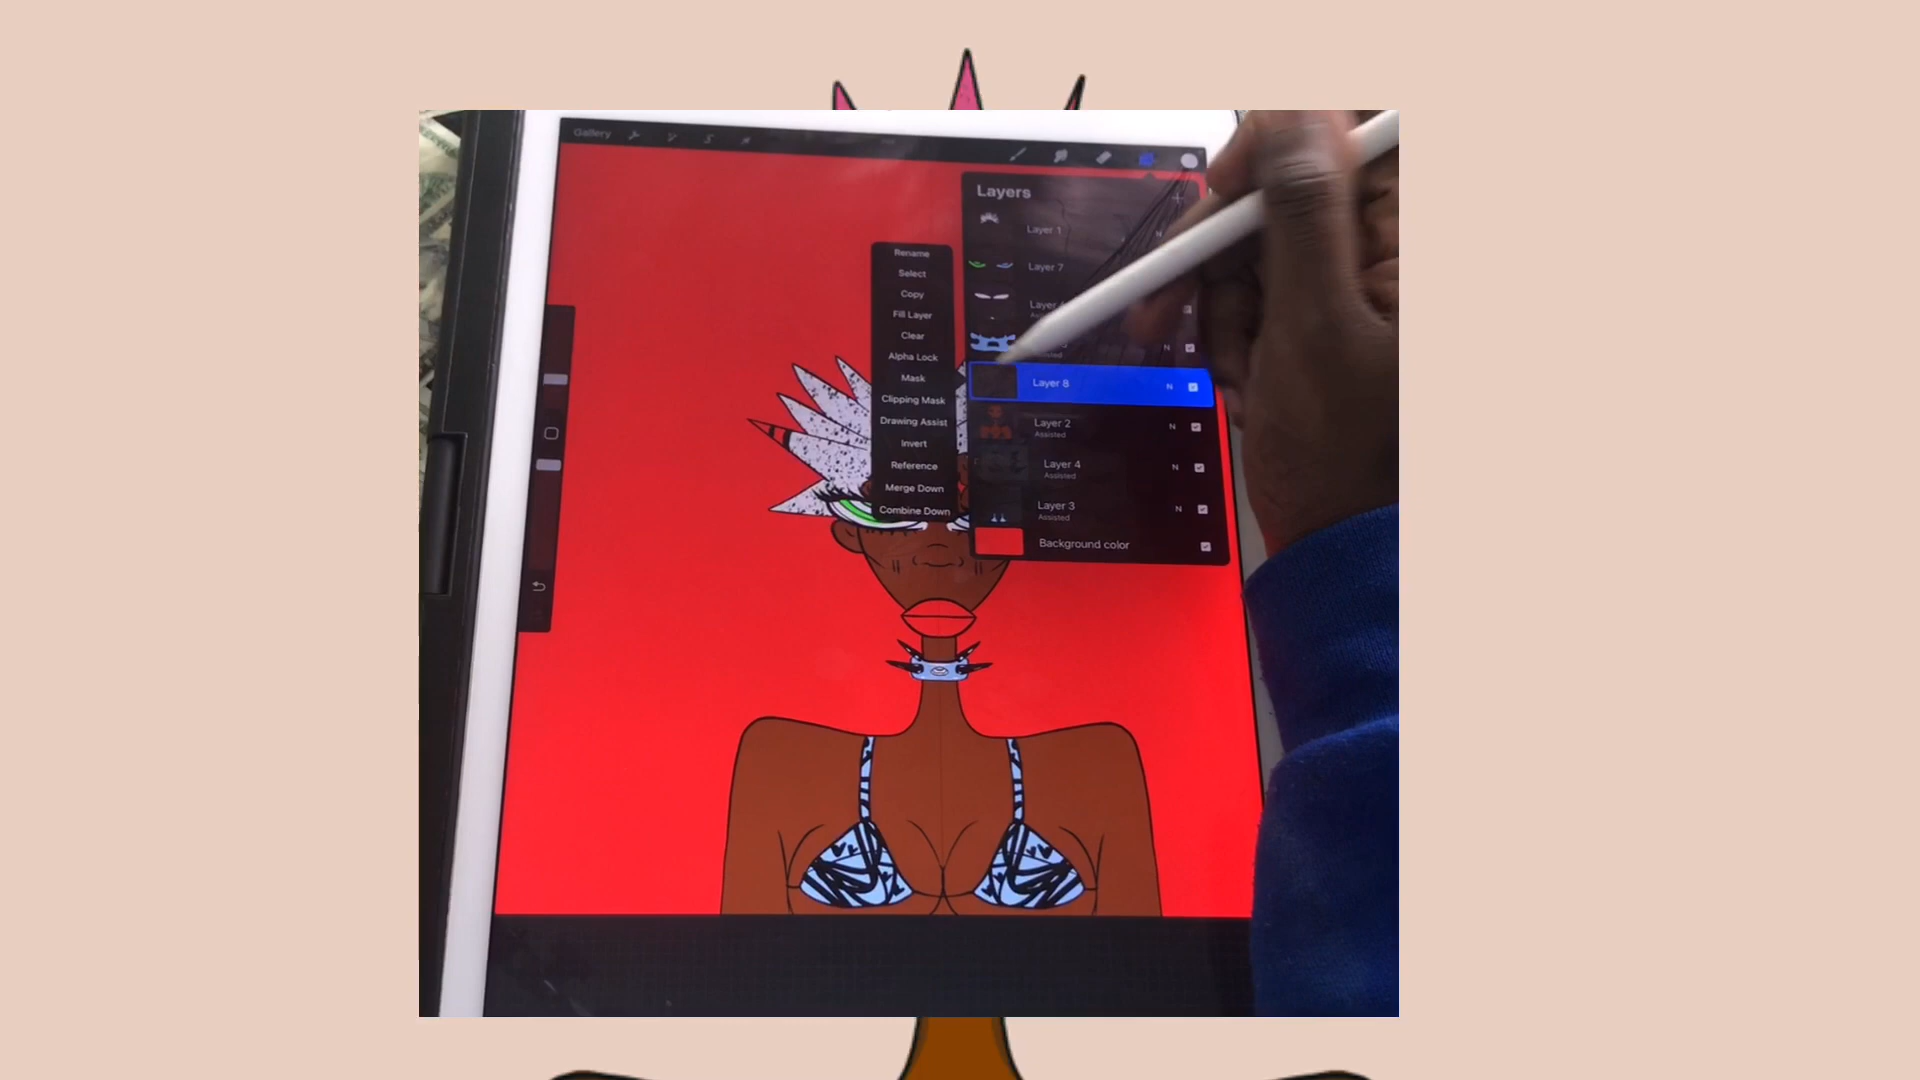 Gallery
Layers
Layer 1
N
Layer 7
Layer
N
Layer 8
N
Layer 2
Assisted
N
Layer 4
Assisted
N
Layer 3
Assisted
N
Background color
Rename
Select
Copy
Fill Layer
Clear
Alpha Lock
Mask
Clipping Mask
Drawing Assist
Invert
Reference
Merge Down
Combine Down